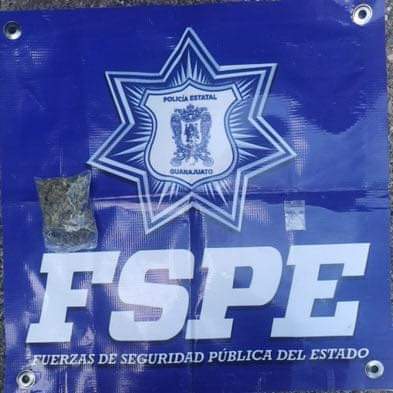 POLICÍA ESTATAL
GUANAJUATO
FSPE
FUERZAS DE SEGURIDAD PÚBLICA DEL ESTADO